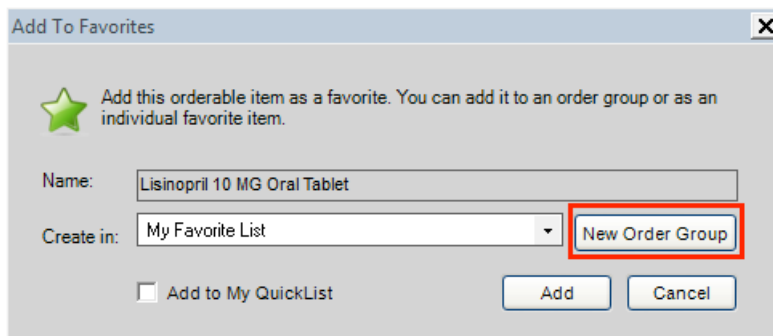 Add To Favorites
Add this orderable item as a favorite. You can add it to an order group or as an
individual favorite item.
Name: Lisinopril 10 MG Oral Tablet
Create in: My Favorite List New Order Group
Add to My QuickList Add Cancel